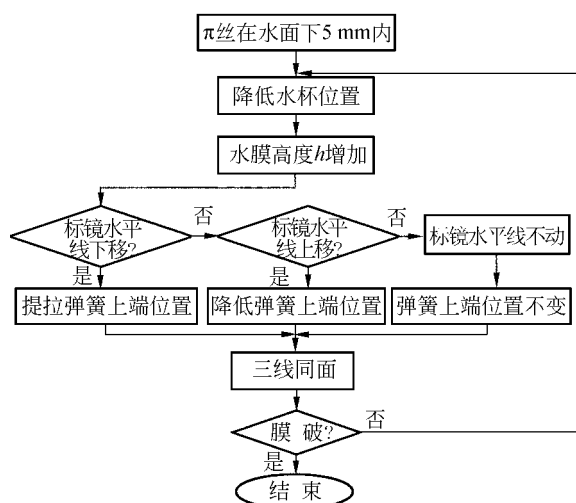 π丝在水面下5 mm内
降低水杯位置
水膜高度h增加
标镜水平
线下移?
否
标镜水平
线上移?
否
标镜水平线不动
是
是
提拉弹簧上端位置
降低弹簧上端位置
弹簧上端位置不变
三线同面
膜 破?
否
是
结 束